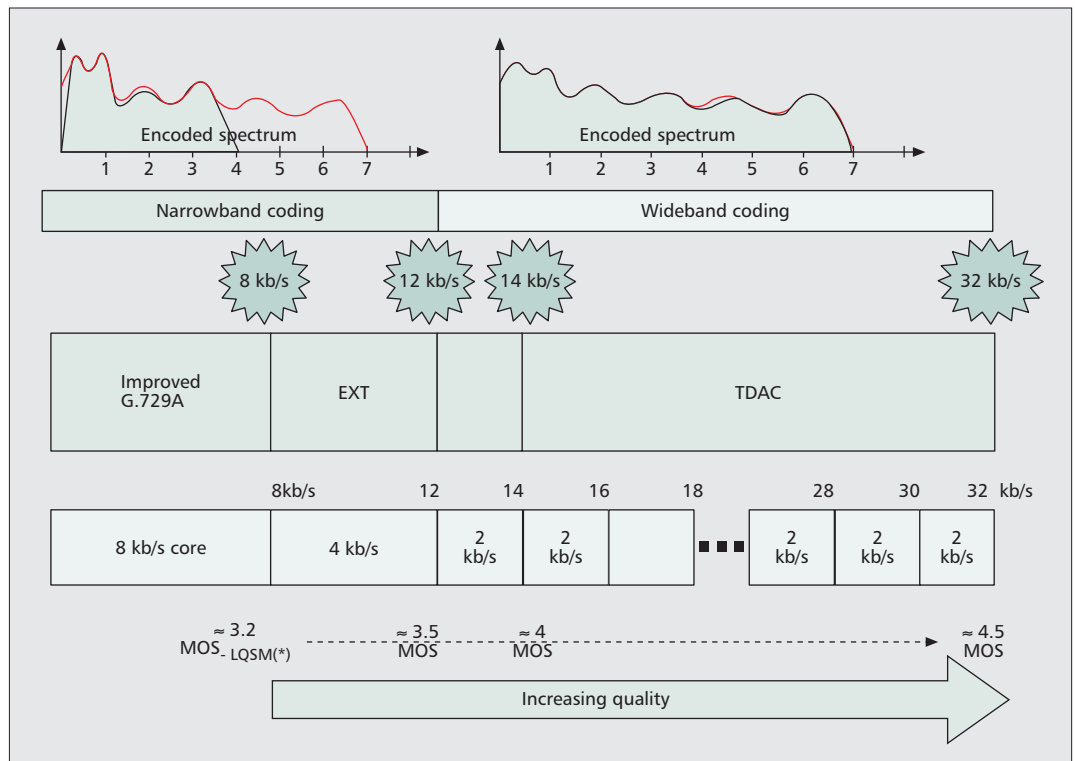 Encoded spectrum
1 2 3 4 5 6 7
Encoded spectrum
1 2 3 4 5 6 7
Narrowband coding
Wideband coding
8 kb/s
12 kb/s
14 kb/s
32 kb/s
Improved
G.729A
EXT
TDAC
8kb/s 12 14 16 18 28 30 32 kb/s
8 kb/s core
4 kb/s
2
kb/s
2
kb/s
2
kb/s
2
kb/s
2
kb/s
≈ 3.2
MOS- LQSM(*)
≈ 3.5
MOS
≈ 4
MOS
≈ 4.5
MOS
Increasing quality